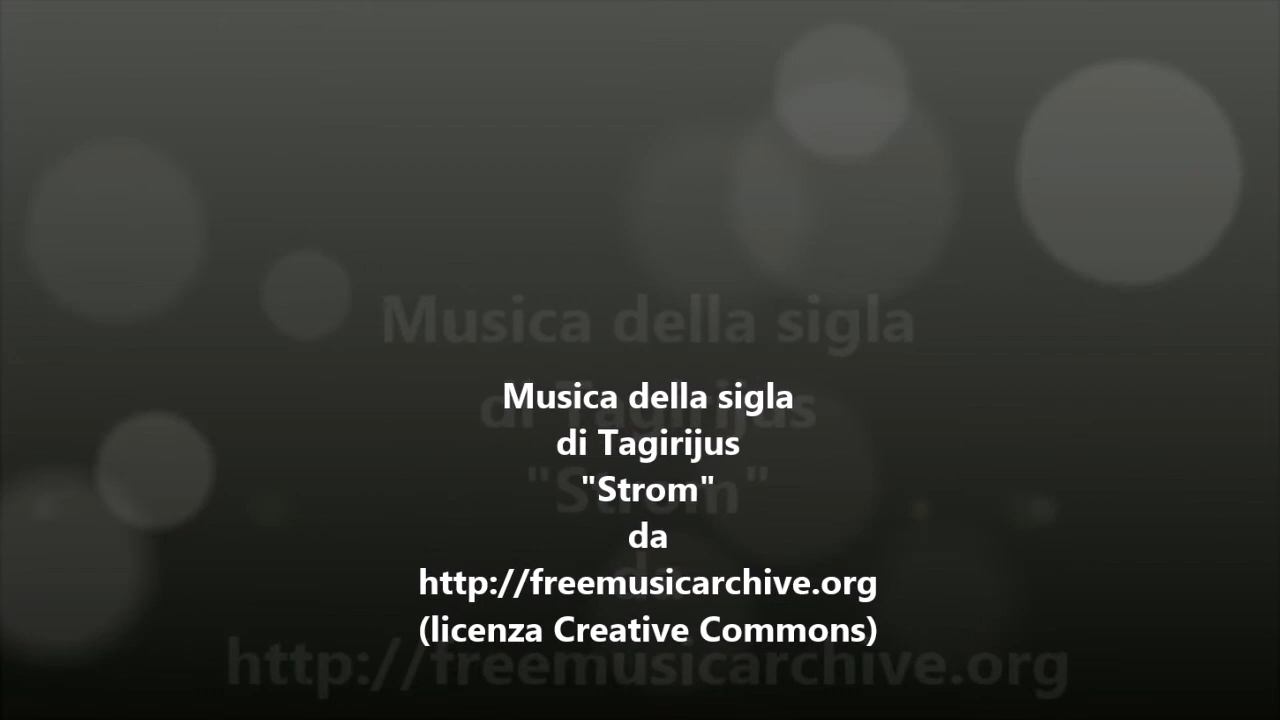 Musica della sigla
di Tagirijus
"Strom"
da
http://freemusicarchive.org
(licenza Creative Commons)